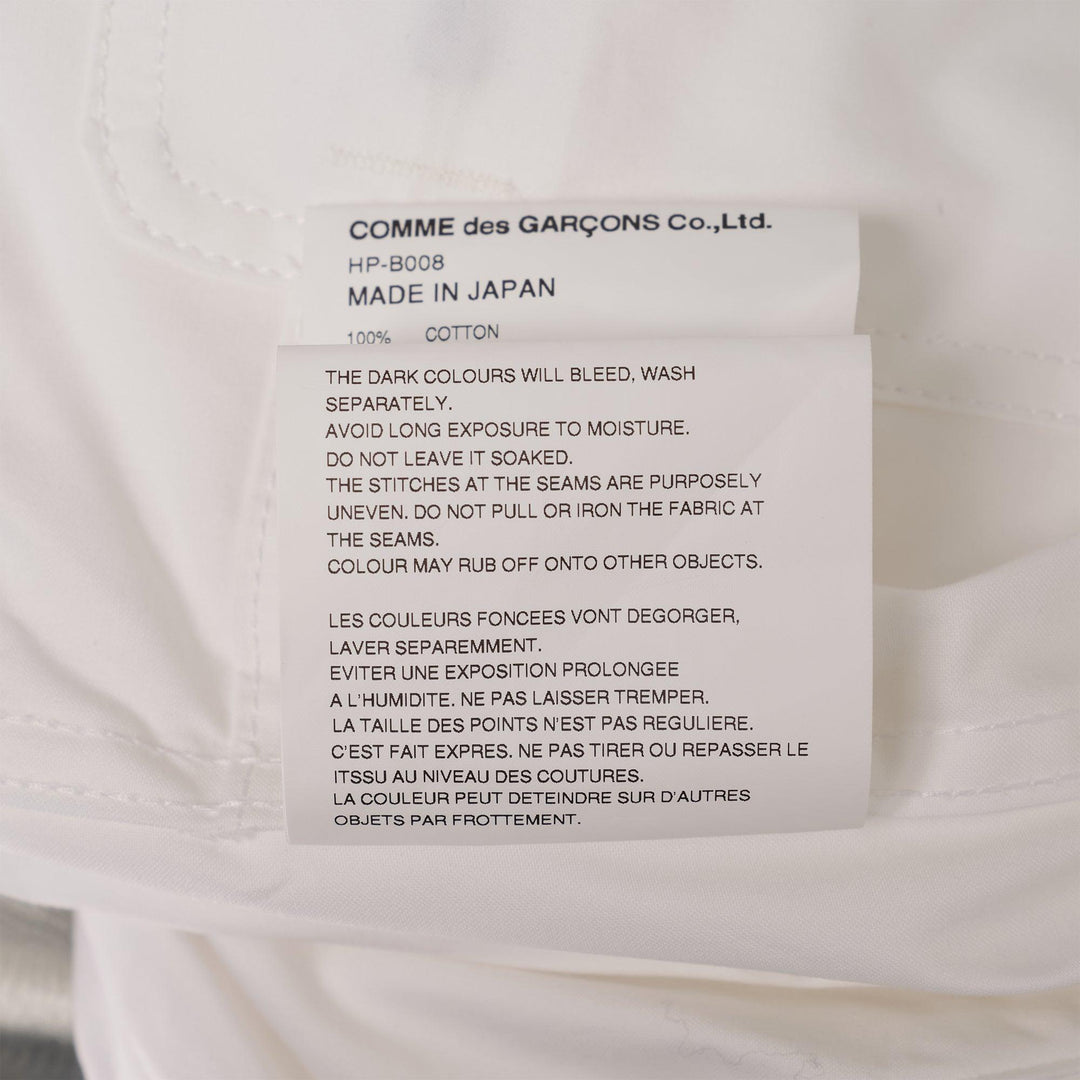 COMME des GARÇONS Co.,Ltd.
HP-B008
MADE IN JAPAN
100% COTTON
THE DARK COLOURS WILL BLEED, WASH
SEPARATELY.
AVOID LONG EXPOSURE TO MOISTURE.
DO NOT LEAVE IT SOAKED.
THE STITCHES AT THE SEAMS ARE PURPOSELY
UNEVEN. DO NOT PULL OR IRON THE FABRIC AT
THE SEAMS.
COLOUR MAY RUB OFF ONTO OTHER OBJECTS.
LES COULEURS FONCEES VONT DEGORGER,
LAVER SEPAREMMENT.
EVITER UNE EXPOSITION PROLONGEE
A L'HUMIDITE. NE PAS LAISSER TREMPER.
LA TAILLE DES POINTS N'EST PAS REGULIERE.
C'EST FAIT EXPRES. NE PAS TIRER OU REPASSER LE
ITSSU AU NIVEAU DES COUTURES.
LA COULEUR PEUT DETEINDRE SUR D'AUTRES
OBJETS PAR FROTTEMENT.